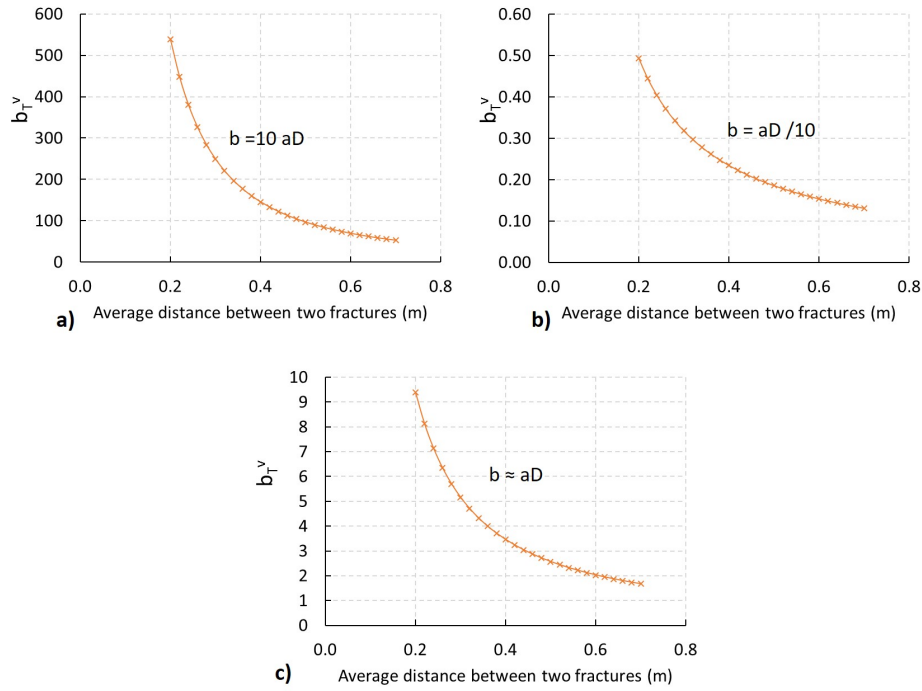 600
500
400
300
200
100
0
b_T^v
b =10 aD
0.0 0.2 0.4 0.6 0.8
a) Average distance between two fractures (m)
0.60
0.50
0.40
0.30
0.20
0.10
0.00
b_T^v
b = aD /10
0.0 0.2 0.4 0.6 0.8
b) Average distance between two fractures (m)
10
9
8
7
6
5
4
3
2
1
0
b_T^v
b ≈ aD
0.0 0.2 0.4 0.6 0.8
c) Average distance between two fractures (m)